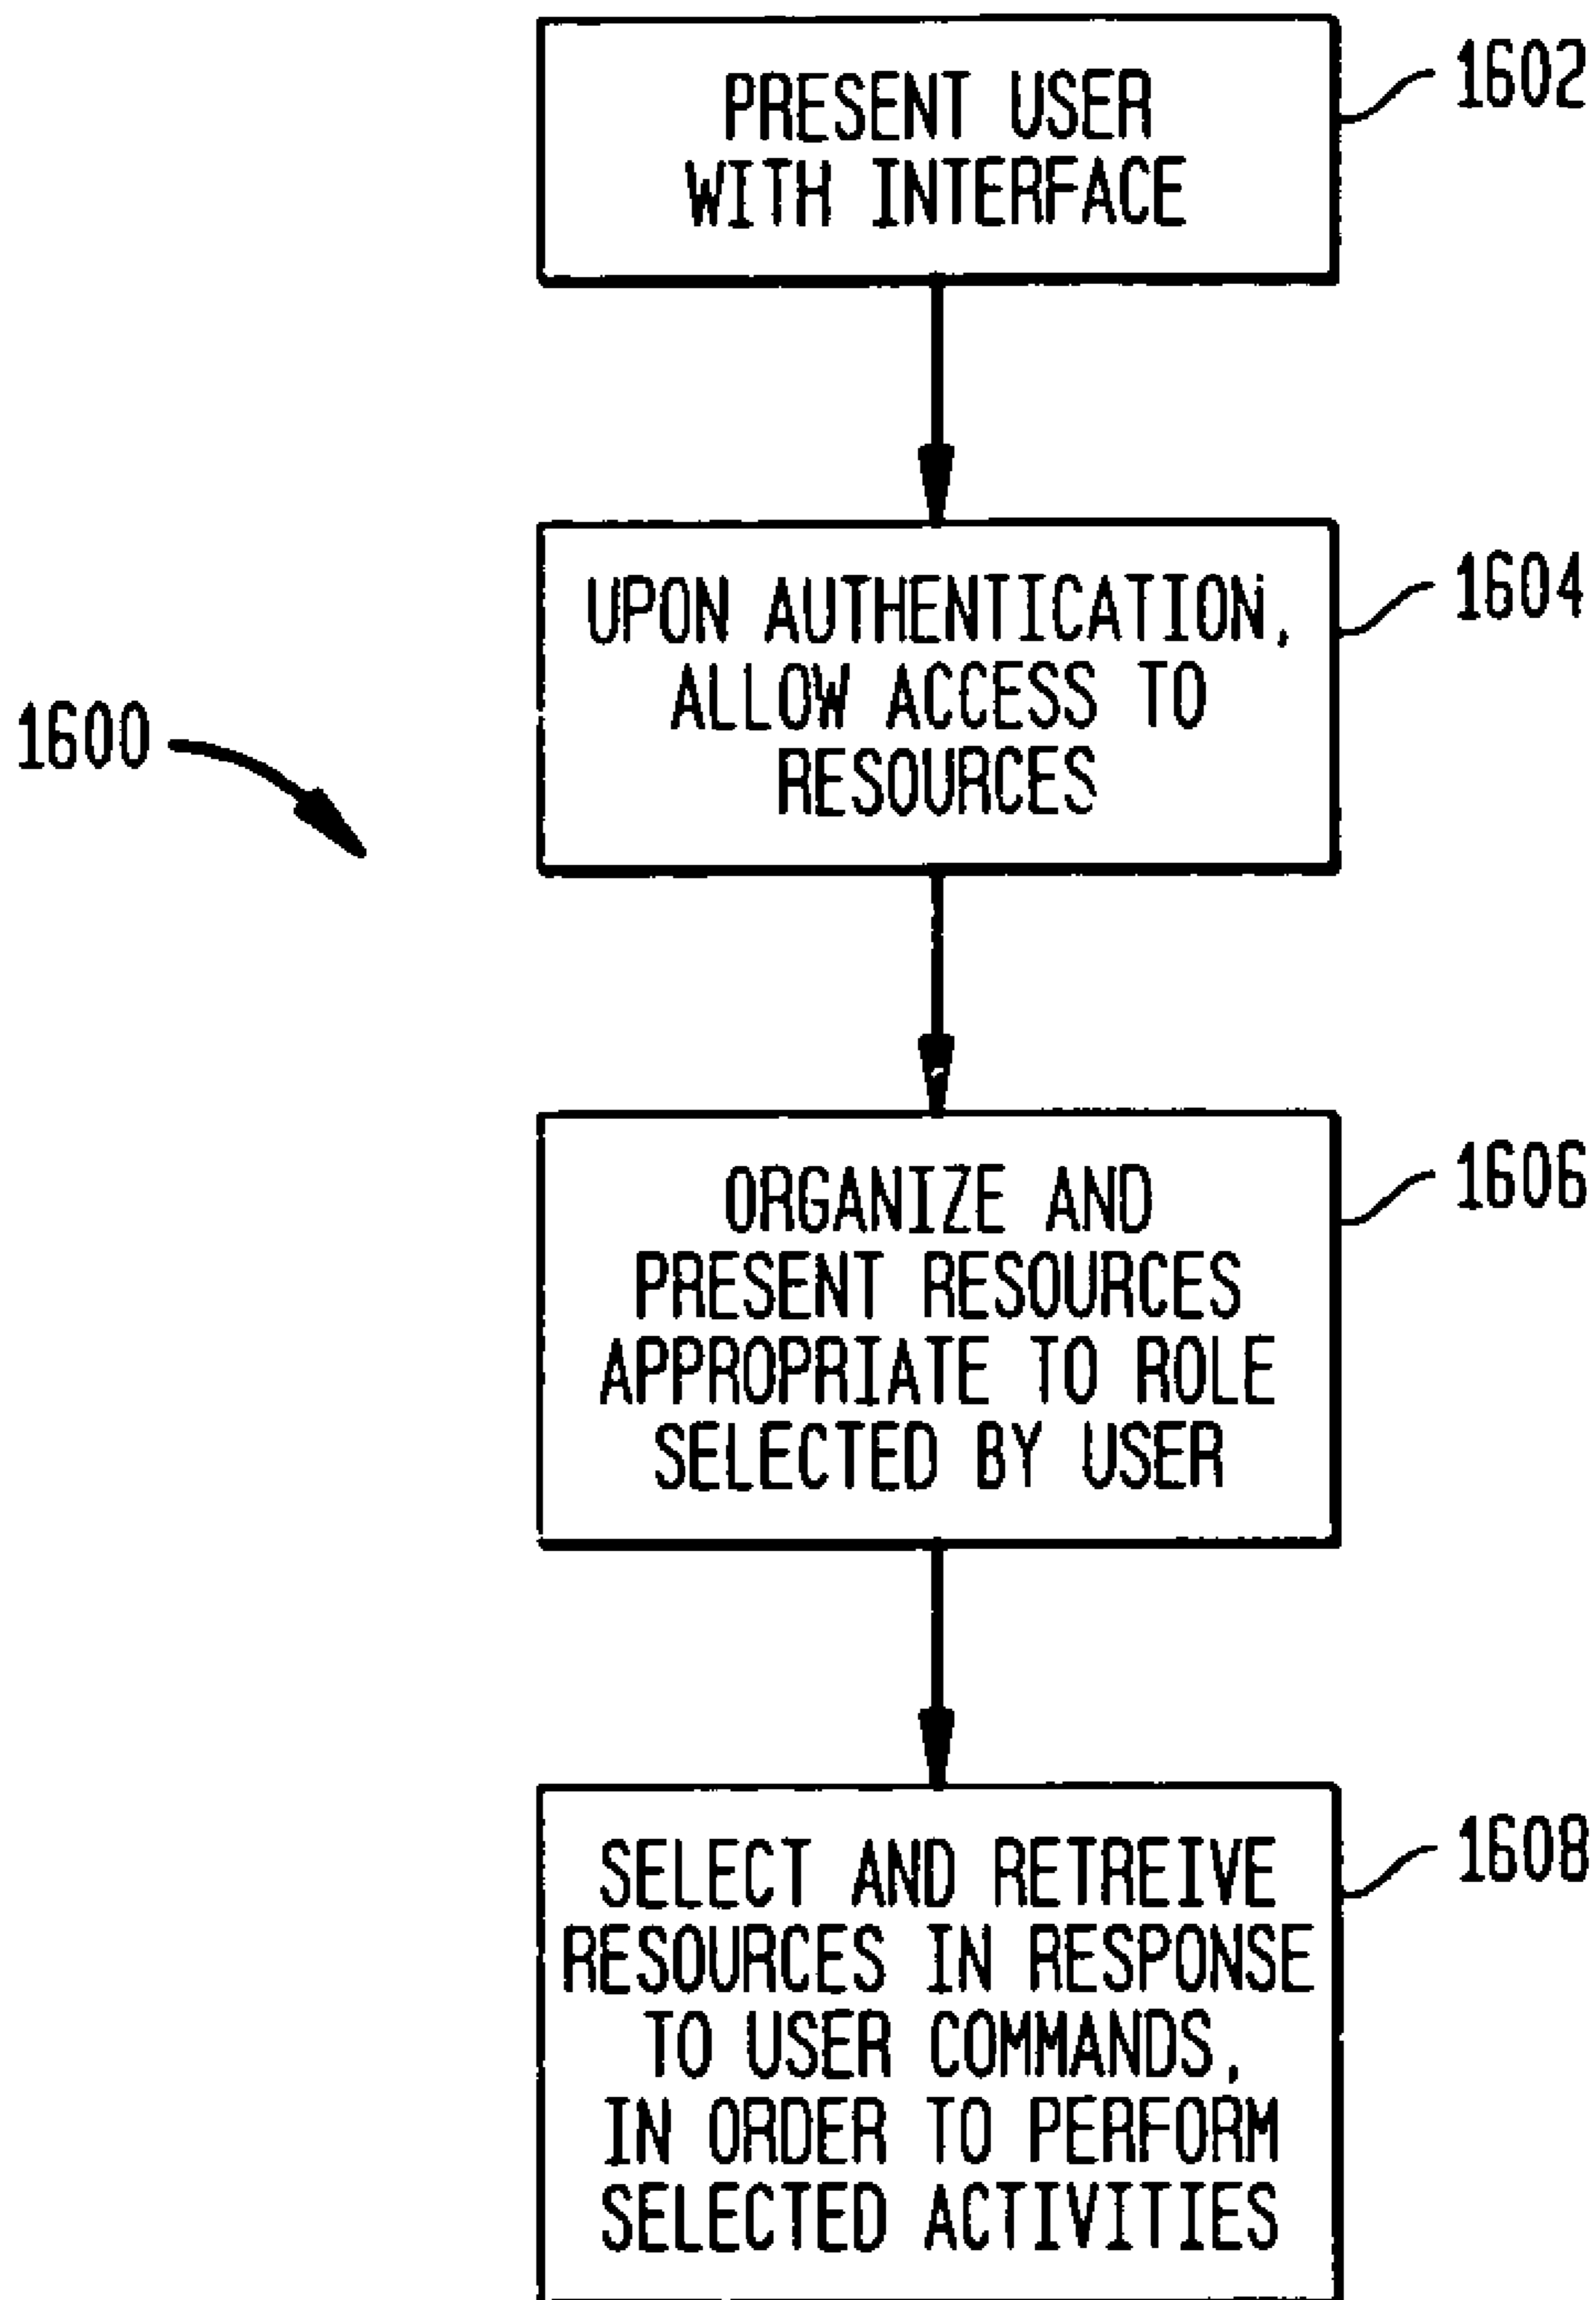 PRESENT USER
WITH INTERFACE
1602
UPON AUTHENTICATION,
ALLOW ACCESS TO
RESOURCES
1604
1600
ORGANIZE AND
PRESENT RESOURCES
APPROPRIATE TO ROLE
SELECTED BY USER
1606
SELECT AND RETREIVE
RESOURCES IN RESPONSE
TO USER COMMANDS,
IN ORDER TO PERFORM
SELECTED ACTIVITIES
1608